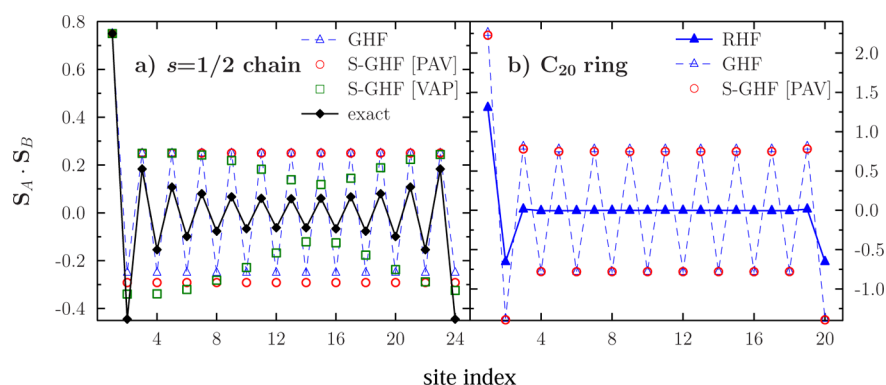 0.8
0.6
0.4
0.2
0.0
-0.2
-0.4
S_A · S_B
a) s=1/2 chain
GHF
S-GHF [PAV]
S-GHF [VAP]
exact
4 8 12 16 20 24
b) C₂₀ ring
RHF
GHF
S-GHF [PAV]
4 8 12 16 20
2.0
1.5
1.0
0.5
0.0
-0.5
-1.0
site index